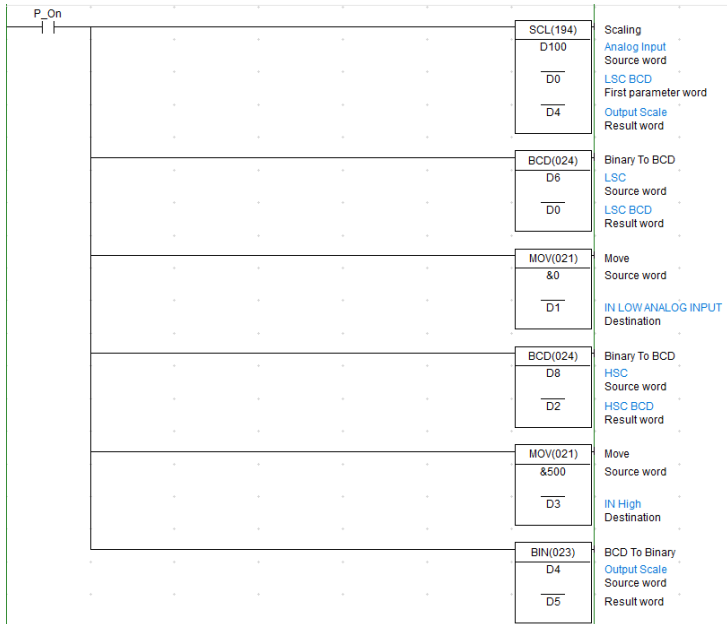 P_On
SCL(194) Scaling
D100 Analog Input
Source word
D0 LSC BCD
First parameter word
D4 Output Scale
Result word
BCD(024) Binary To BCD
D6 LSC
Source word
D0 LSC BCD
Result word
MOV(021) Move
&0 Source word
D1 IN LOW ANALOG INPUT
Destination
BCD(024) Binary To BCD
D8 HSC
Source word
D2 HSC BCD
Result word
MOV(021) Move
&500 Source word
D3 IN High
Destination
BIN(023) BCD To Binary
D4 Output Scale
Source word
D5 Result word